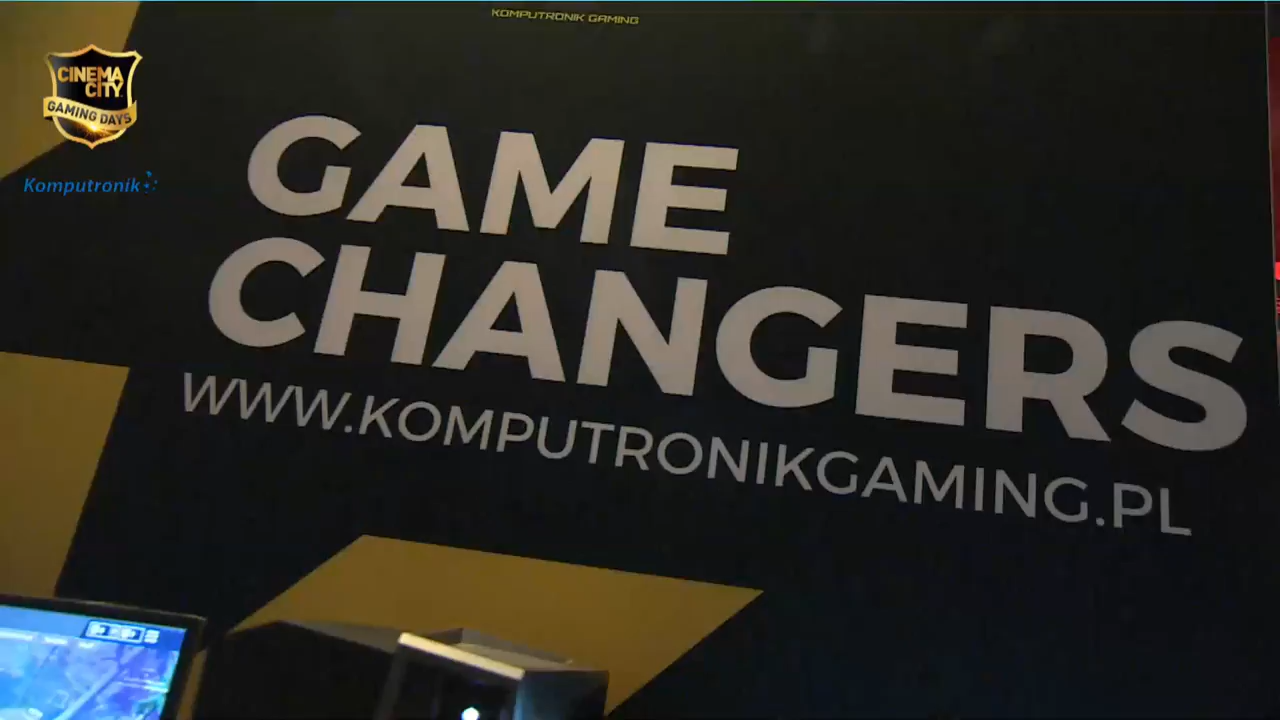 KOMPUTRONIK GAMING
CINEMA
CITY
GAMING DAYS
Komputronik
GAME
CHANGERS
WWW.KOMPUTRONIKGAMING.PL